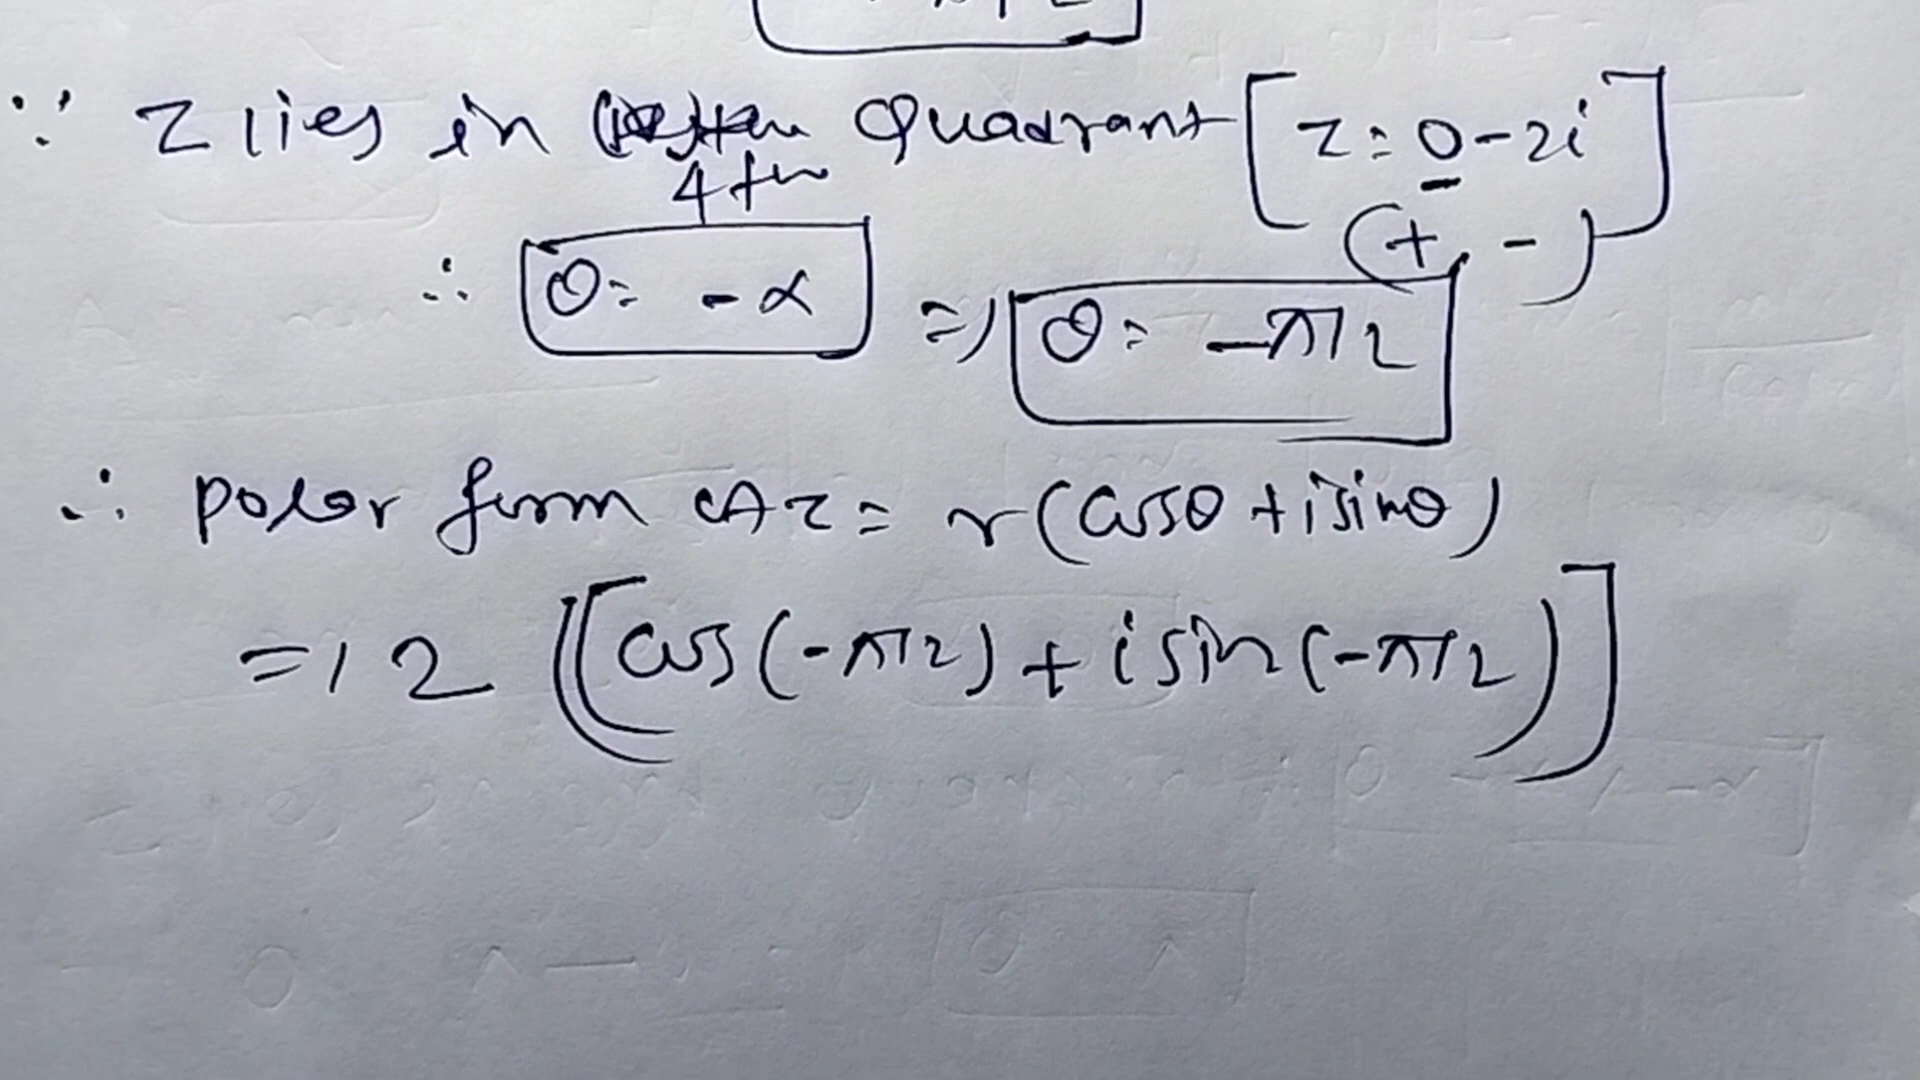 ∵ Z lies in Quadrant [z = 0 - 2i]
4th
(+, -)
∴ θ = -α ⇒ θ = -π/2
∴ Polar form of z = r(cosθ + i sinθ)
⇒ 2 ([cos(-π/2) + i sin(-π/2)]